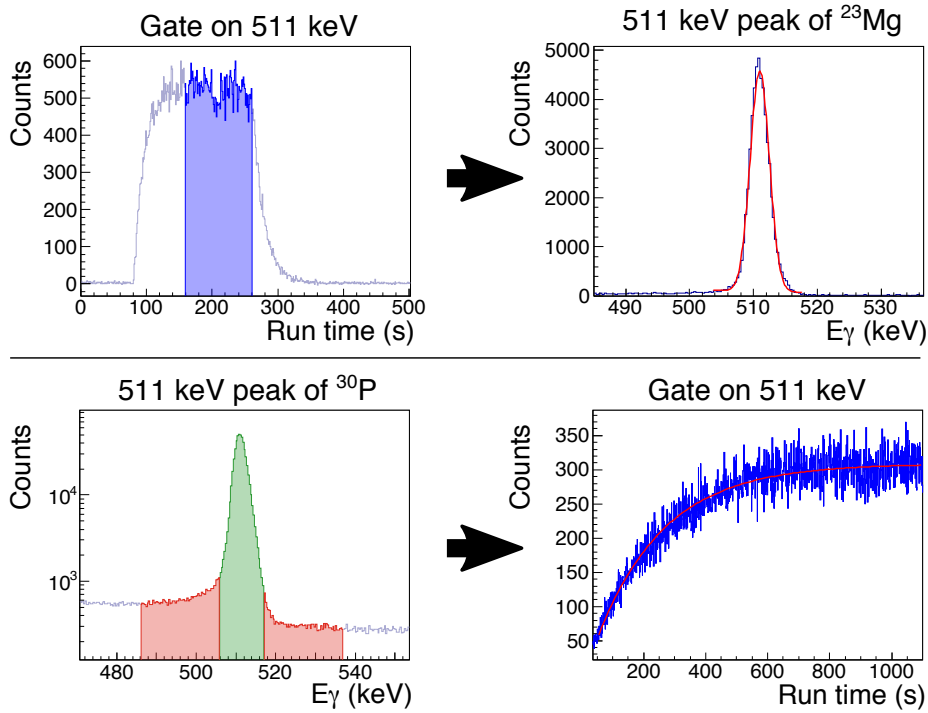 Gate on 511 keV
Counts
600
500
400
300
200
100
0
0 100 200 300 400 500
Run time (s)
511 keV peak of ²³Mg
Counts
5000
4000
3000
2000
1000
0
490 500 510 520 530
Eγ (keV)
511 keV peak of ³⁰P
Counts
10⁴
10³
480 500 520 540
Eγ (keV)
Gate on 511 keV
Counts
350
300
250
200
150
100
50
200 400 600 800 1000
Run time (s)